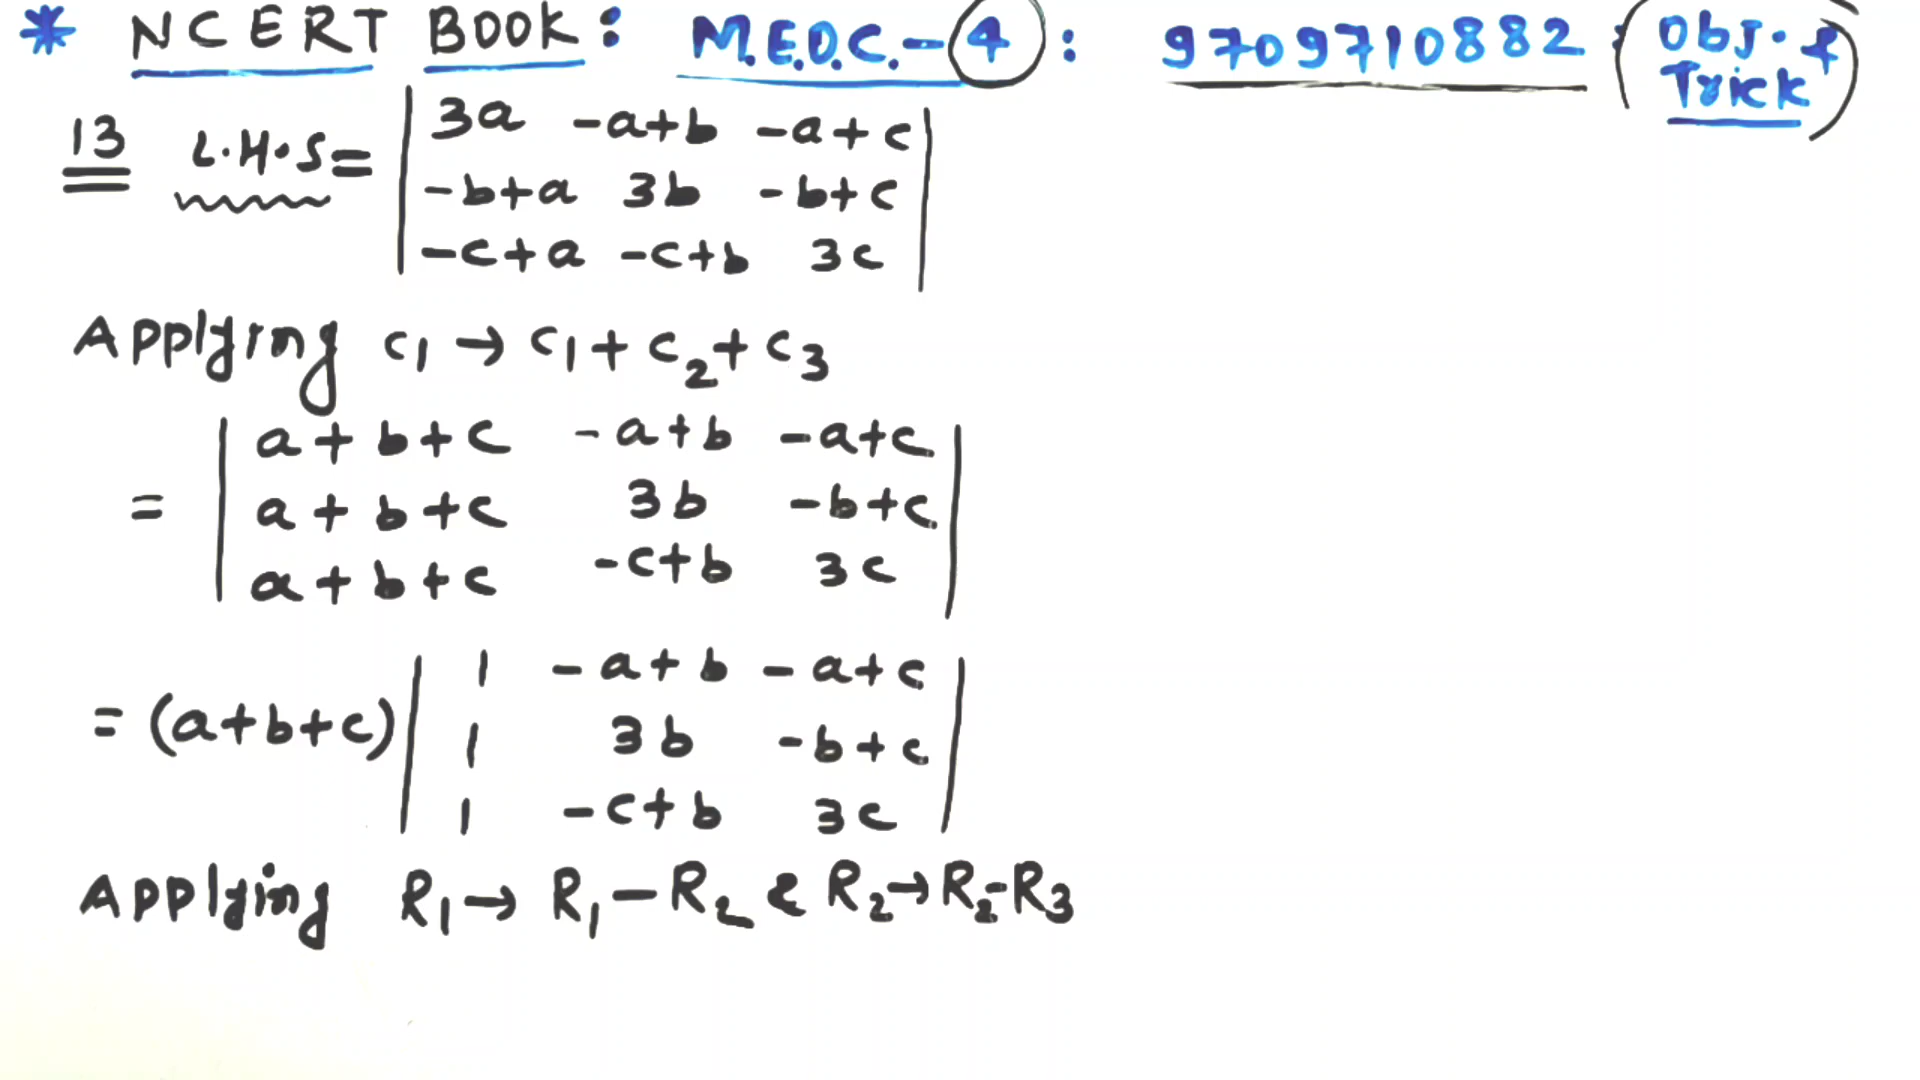 * NCERT BOOK: M.E.D.C.-4: 9709710882: (Obj. &
Trick)
13 L.H.S = | 3a -a+b -a+c |
| -b+a 3b -b+c |
| -c+a -c+b 3c |
Applying c1 → c1 + c2 + c3
= | a+b+c -a+b -a+c |
| a+b+c 3b -b+c |
| a+b+c -c+b 3c |
= (a+b+c) | 1 -a+b -a+c |
| 1 3b -b+c |
| 1 -c+b 3c |
Applying R1 → R1 - R2 & R2 → R2 - R3